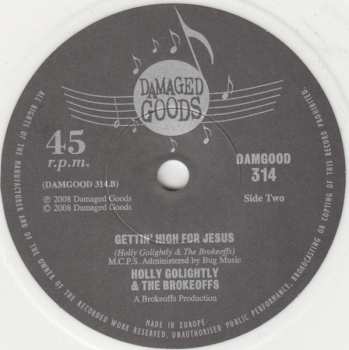 DAMAGED
GOODS
45
r.p.m.
DAMGOOD
314
(DAMGOOD 314.B)
Side Two
℗ 2008 Damaged Goods
© 2008 Damaged Goods
GETTIN' HIGH FOR JESUS
(Holly Golightly & The Brokeoffs)
M.C.P.S. Administered by Bug Music
HOLLY GOLIGHTLY
& THE BROKEOFFS
A Brokeoffs Production
ALL RIGHTS OF THE MANUFACTURER AND OF THE OWNER OF THE RECORDED WORK RESERVED. UNAUTHORISED PUBLIC PERFORMANCE, BROADCASTING OR COPYING OF THIS RECORD PROHIBITED.
MADE IN EUROPE.